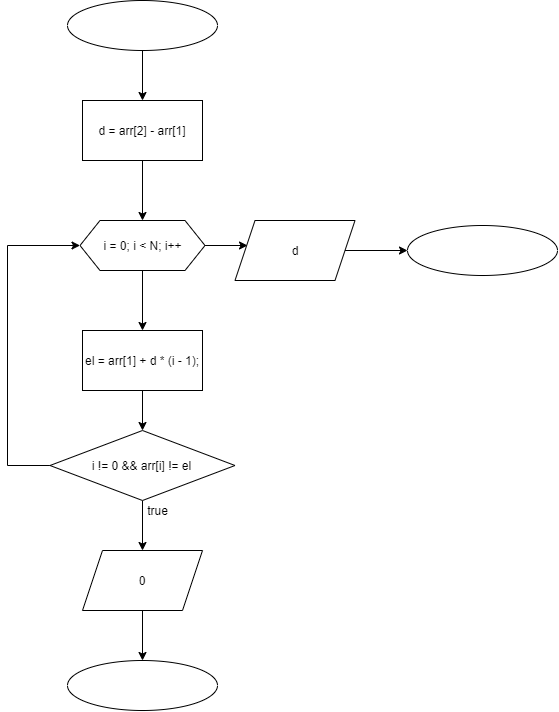 d = arr[2] - arr[1]
i = 0; i < N; i++
d
el = arr[1] + d * (i - 1);
i != 0 && arr[i] != el
true
0